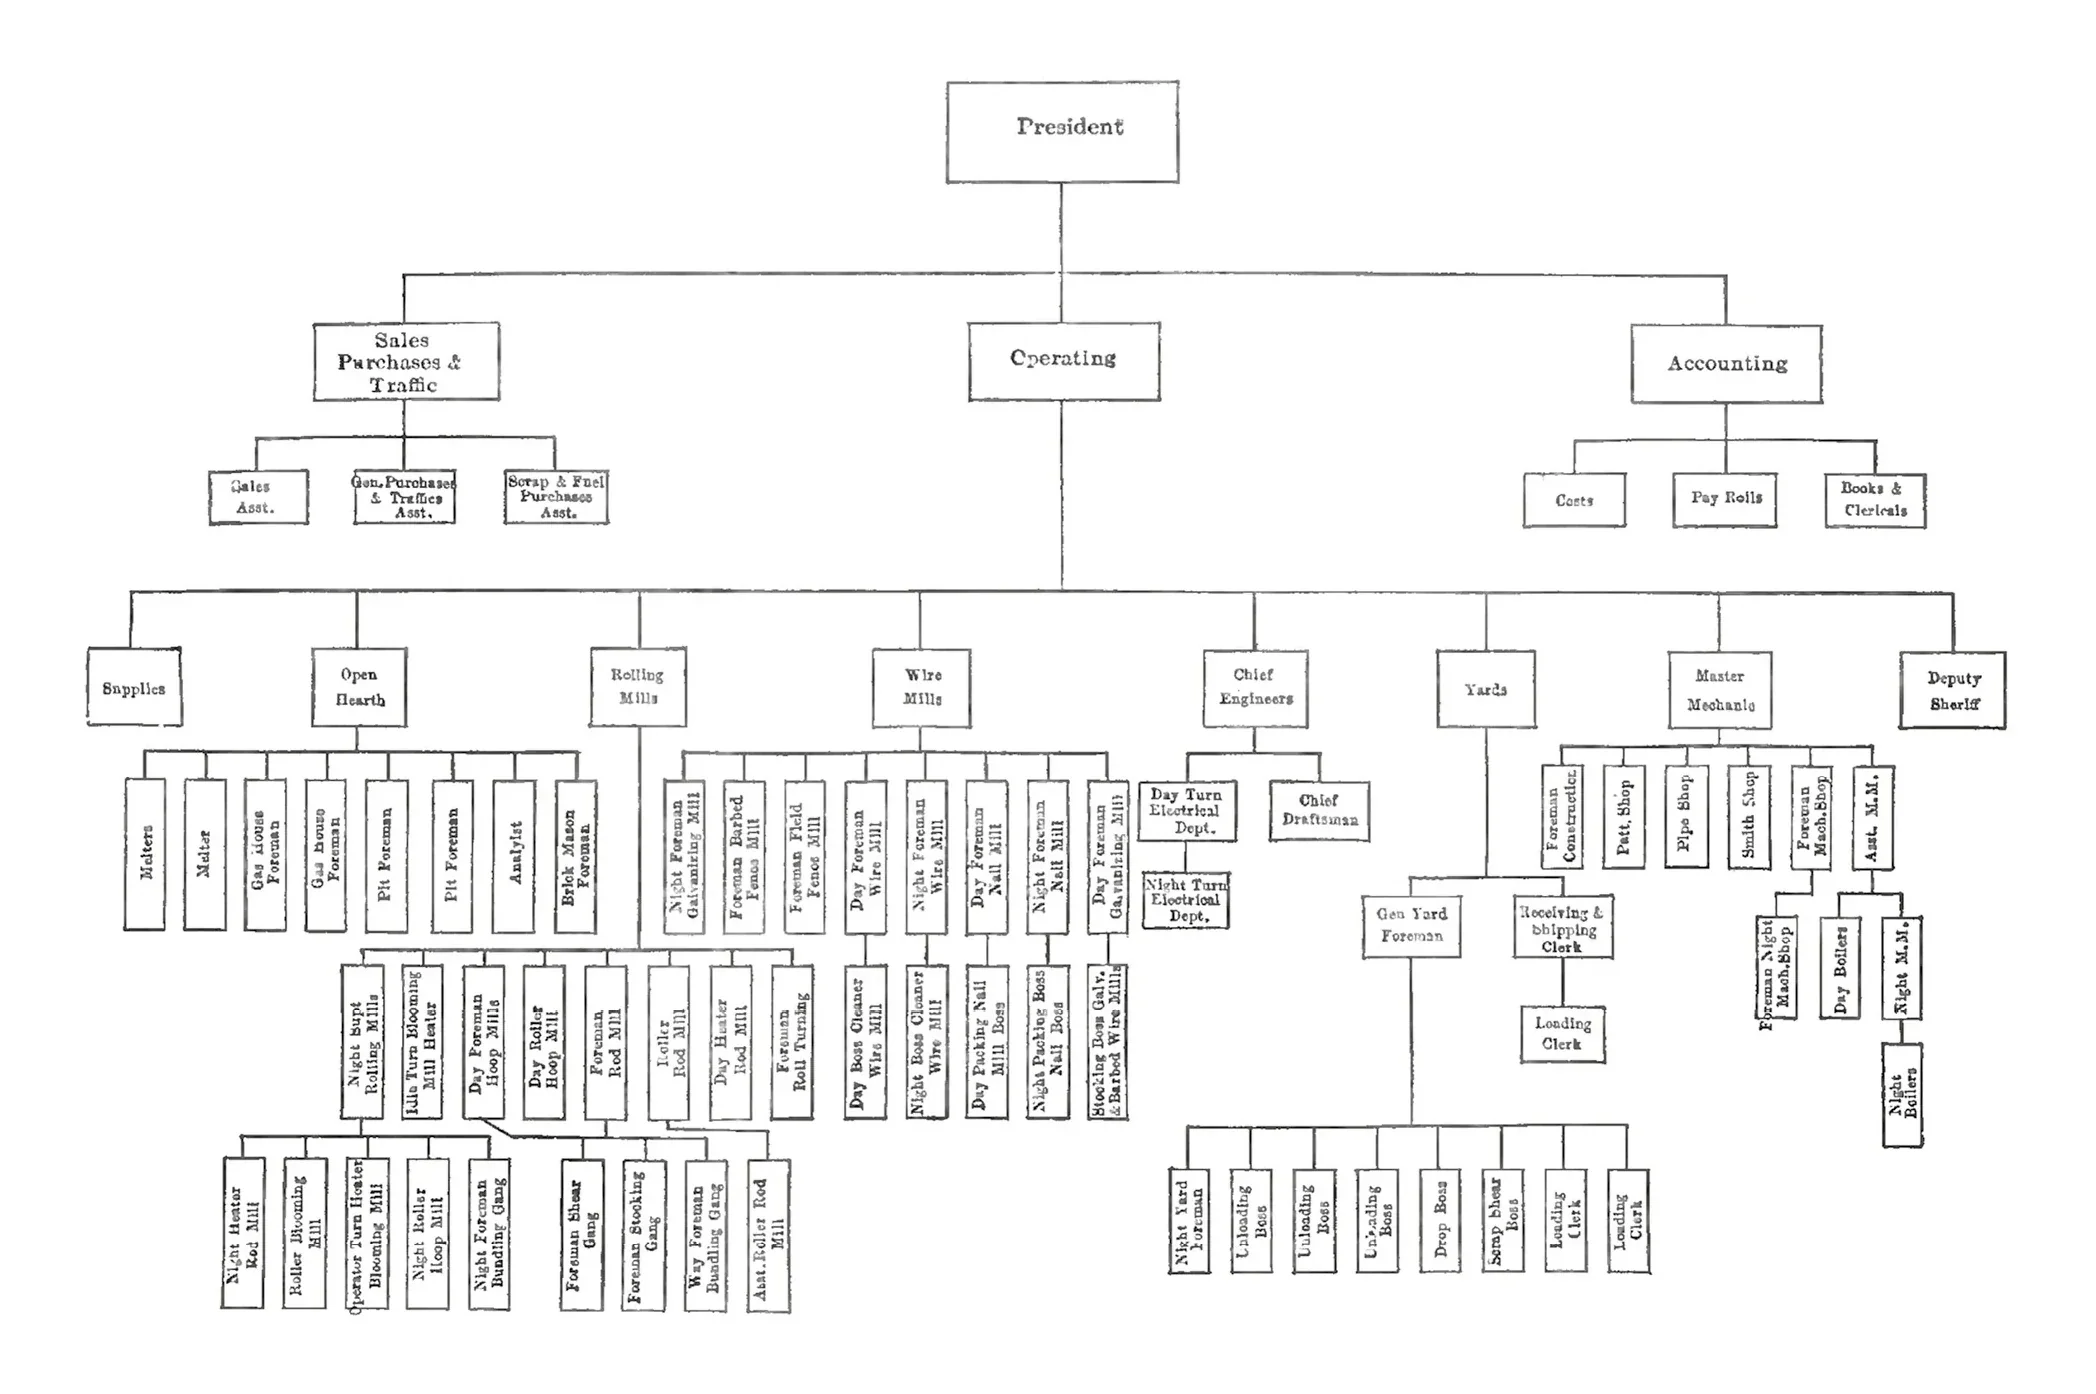 President
Sales
Purchases &
Traffic
Operating
Accounting
Sales
Asst.
Gen. Purchases
& Traffics
Asst.
Scrap & Fuel
Purchases
Asst.
Costs
Pay Rolls
Books &
Clericals
Supplies
Open
Hearth
Rolling
Mills
Wire
Mills
Chief
Engineers
Yards
Master
Mechanic
Deputy
Sheriff
Melters
Melter
Gas House
Foreman
Gas House
Foreman
Pit Foreman
Pit Foreman
Analyst
Brick Mason
Foreman
Night Foreman
Galvanizing Mill
Foreman Barbed
Fence Mill
Foreman Field
Fence Mill
Day Foreman
Wire Mill
Night Foreman
Wire Mill
Day Foreman
Nail Mill
Night Foreman
Nail Mill
Day Foreman
Galvanizing Mill
Day Turn
Electrical
Dept.
Chief
Draftsman
Foreman
Construction
Patt. Shop
Pipe Shop
Smith Shop
Foreman
Mach. Shop
Asst. M.M.
Night Turn
Electrical
Dept.
Gen Yard
Foreman
Receiving &
Shipping
Clerk
Foreman Night
Mach. Shop
Day Boilers
Night M.M.
Night Supt
Rolling Mills
Turn Blooming
Mill Heater
Day Foreman
Hoop Mills
Day Roller
Hoop Mill
Foreman
Rod Mill
Roller
Rod Mill
Day Heater
Rod Mill
Foreman
Roll Turning
Day Boss Cleaner
Wire Mill
Night Boss Cleaner
Wire Mill
Day Packing Nail
Mill Boss
Night Packing Boss
Nail Boss
Stocking Boss Galv.
& Barbed Wire Mills
Loading
Clerk
Night
Boilers
Night Heater
Rod Mill
Roller Blooming
Mill
Operator Turn Heater
Blooming Mill
Night Roller
Hoop Mill
Night Foreman
Bundling Gang
Foreman Shear
Gang
Foreman Stocking
Gang
Way Foreman
Bundling Gang
Asst. Roller Rod
Mill
Night Yard
Foreman
Unloading
Boss
Unloading
Boss
Unloading
Boss
Drop Boss
Scrap Shear
Boss
Loading
Clerk
Loading
Clerk